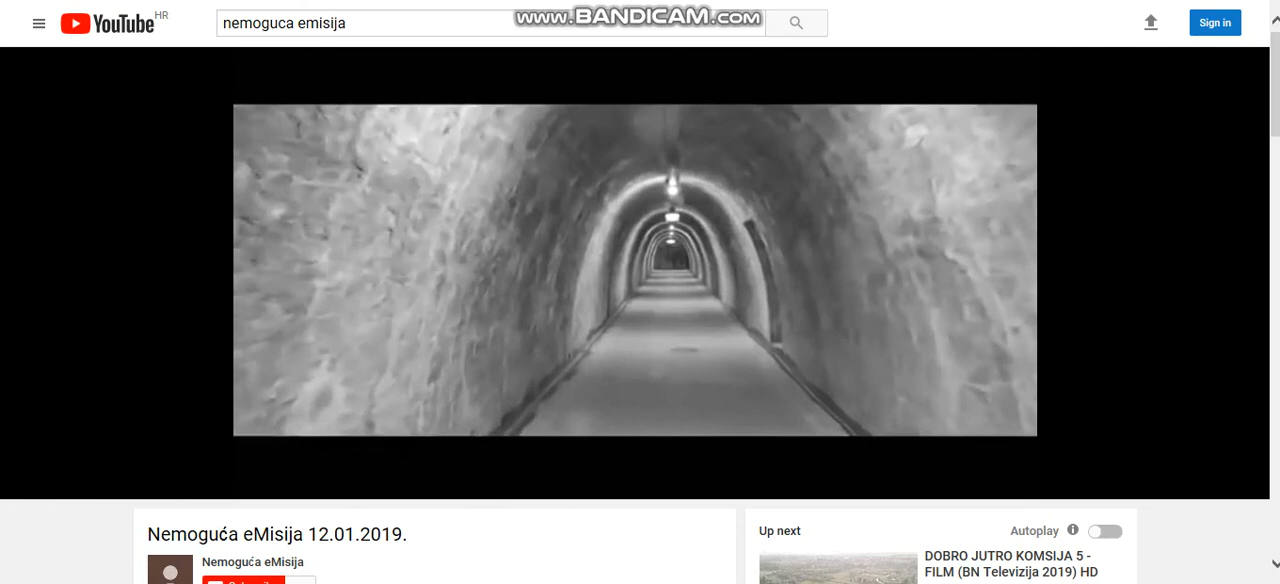 YouTube HR
nemoguca emisija
www.BANDICAM.com
Sign in
Nemoguća eMisija 12.01.2019.
Nemoguća eMisija
Up next
Autoplay
DOBRO JUTRO KOMSIJA 5 -
FILM (BN Televizija 2019) HD